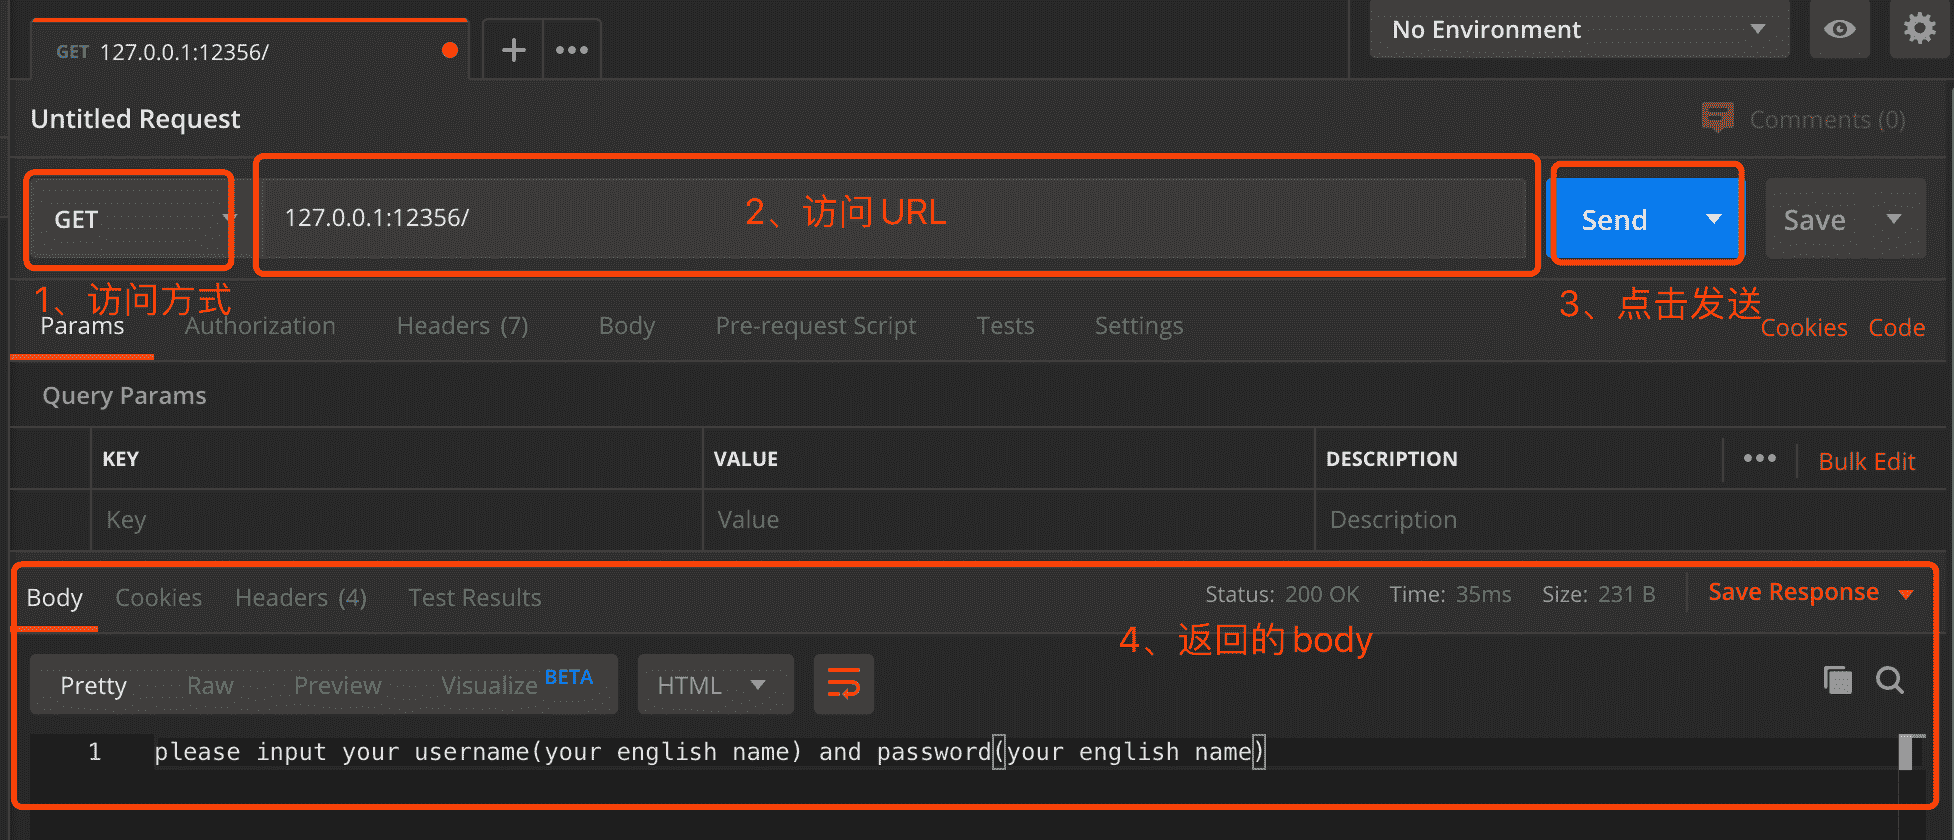 GET 127.0.0.1:12356/
No Environment
Untitled Request
Comments (0)
GET
127.0.0.1:12356/
2、访问 URL
Send
Save
1、访问方式
3、点击发送
Params
Authorization
Headers (7)
Body
Pre-request Script
Tests
Settings
Cookies
Code
Query Params
KEY
VALUE
DESCRIPTION
Bulk Edit
Key
Value
Description
Body
Cookies
Headers (4)
Test Results
Status: 200 OK
Time: 35ms
Size: 231 B
Save Response
4、返回的 body
Pretty
Raw
Preview
Visualize BETA
HTML
1 please input your username(your english name) and password(your english name)